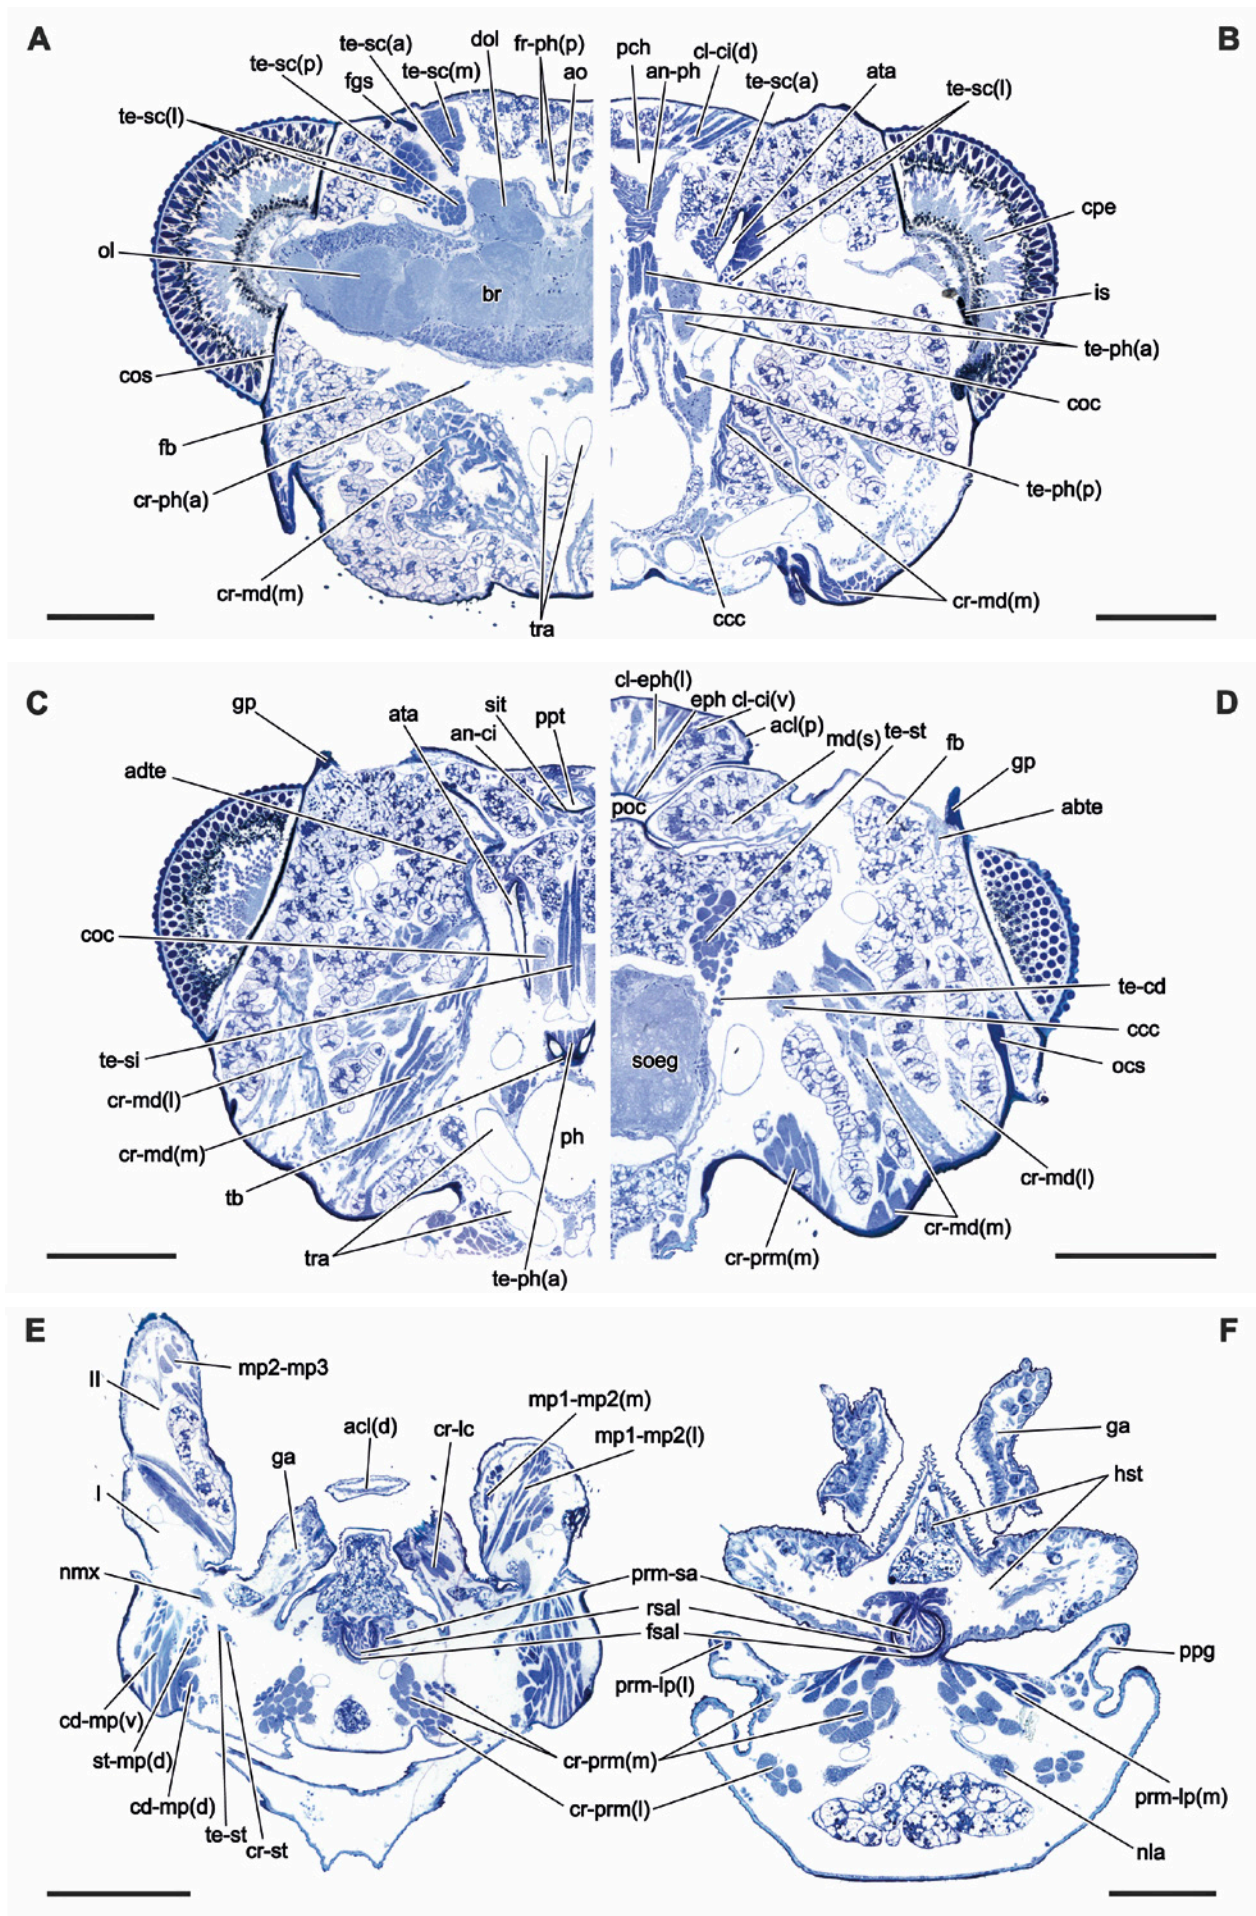 A
te-sc(a)
dol
fr-ph(p)
te-sc(p)
te-sc(m)
ao
fgs
te-sc(l)
ol
br
cos
fb
cr-ph(a)
cr-md(m)
tra
B
pch
cl-ci(d)
an-ph
te-sc(a)
ata
te-sc(l)
cpe
is
te-ph(a)
coc
te-ph(p)
cr-md(m)
ccc
C
gp
ata
sit
ppt
an-ci
adte
coc
te-si
cr-md(l)
cr-md(m)
tb
ph
tra
te-ph(a)
D
cl-eph(l)
eph cl-ci(v)
acl(p)
md(s)
te-st
fb
gp
poc
abte
te-cd
ccc
soeg
ocs
cr-md(l)
cr-md(m)
cr-prm(m)
E
mp2-mp3
II
mp1-mp2(m)
acl(d)
cr-lc
mp1-mp2(l)
ga
I
nmx
prm-sa
rsal
fsal
prm-lp(l)
cd-mp(v)
st-mp(d)
cr-prm(m)
cd-mp(d)
cr-prm(l)
te-st
cr-st
F
ga
hst
ppg
prm-lp(m)
nla